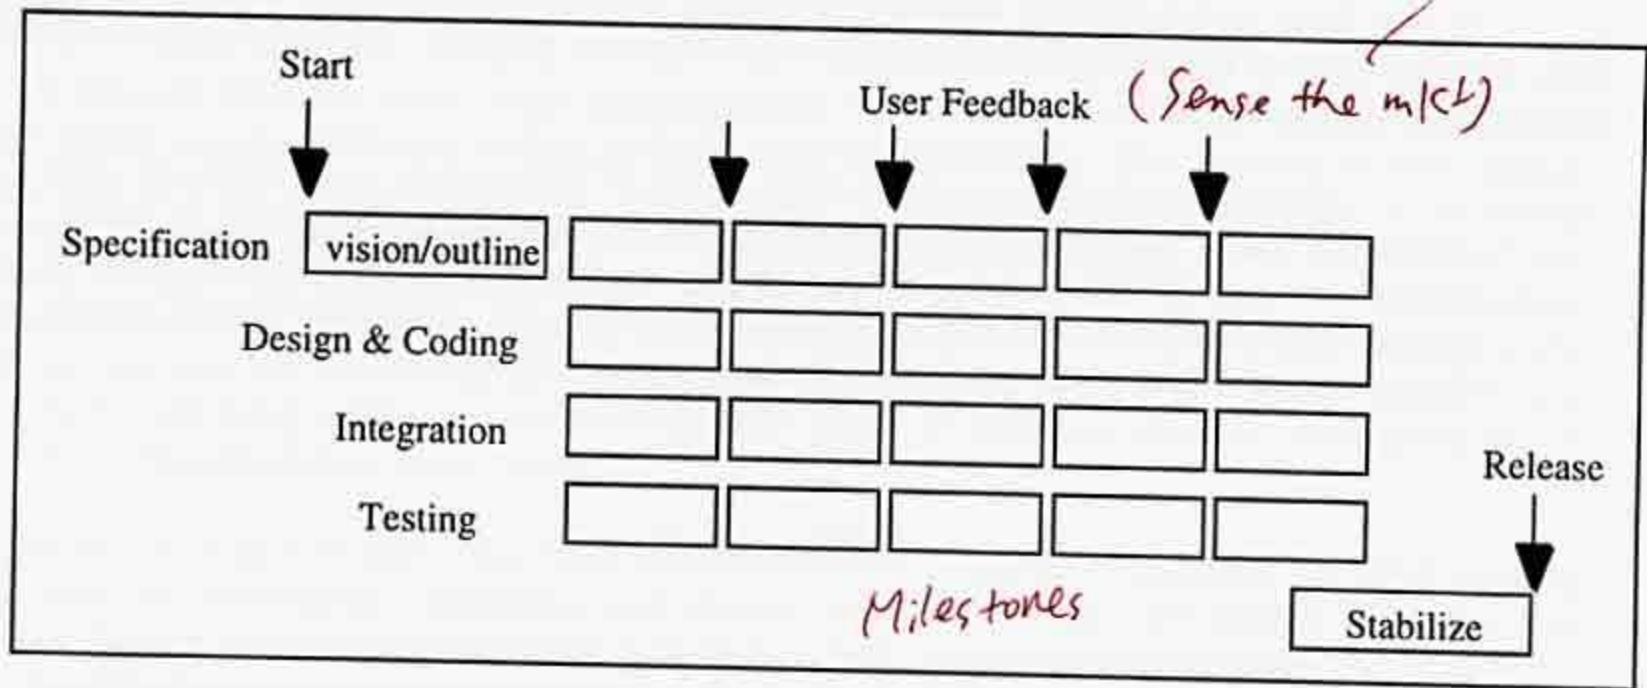 Start
User Feedback (Sense the mkt)
Specification vision/outline
Design & Coding
Integration
Release
Testing
Milestones
Stabilize